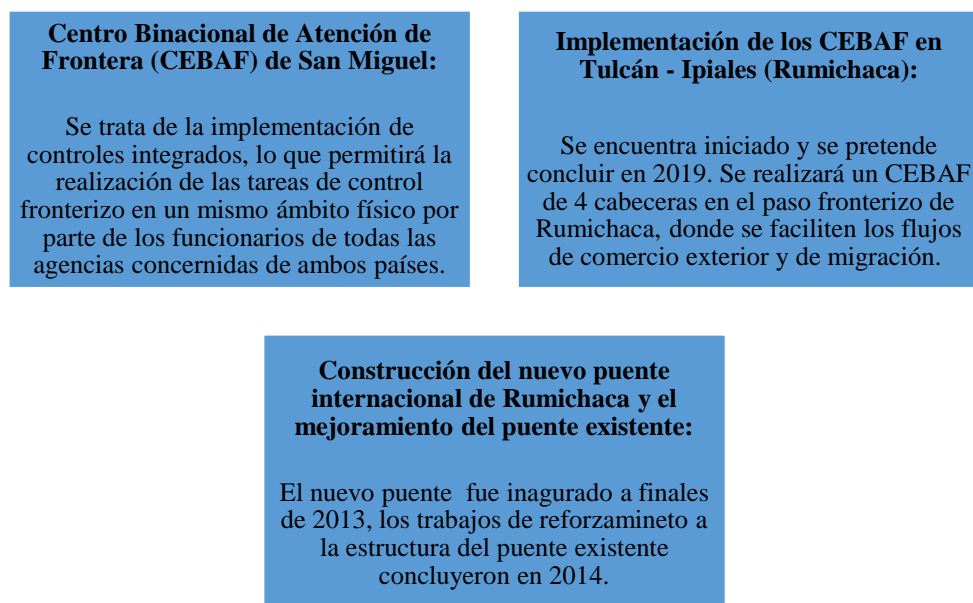 Centro Binacional de Atención de
Frontera (CEBAF) de San Miguel:
Se trata de la implementación de
controles integrados, lo que permitirá la
realización de las tareas de control
fronterizo en un mismo ámbito físico por
parte de los funcionarios de todas las
agencias concernidas de ambos países.
Implementación de los CEBAF en
Tulcán - Ipiales (Rumichaca):
Se encuentra iniciado y se pretende
concluir en 2019. Se realizará un CEBAF
de 4 cabeceras en el paso fronterizo de
Rumichaca, donde se faciliten los flujos
de comercio exterior y de migración.
Construcción del nuevo puente
internacional de Rumichaca y el
mejoramiento del puente existente:
El nuevo puente fue inagurado a finales
de 2013, los trabajos de reforzamineto a
la estructura del puente existente
concluyeron en 2014.